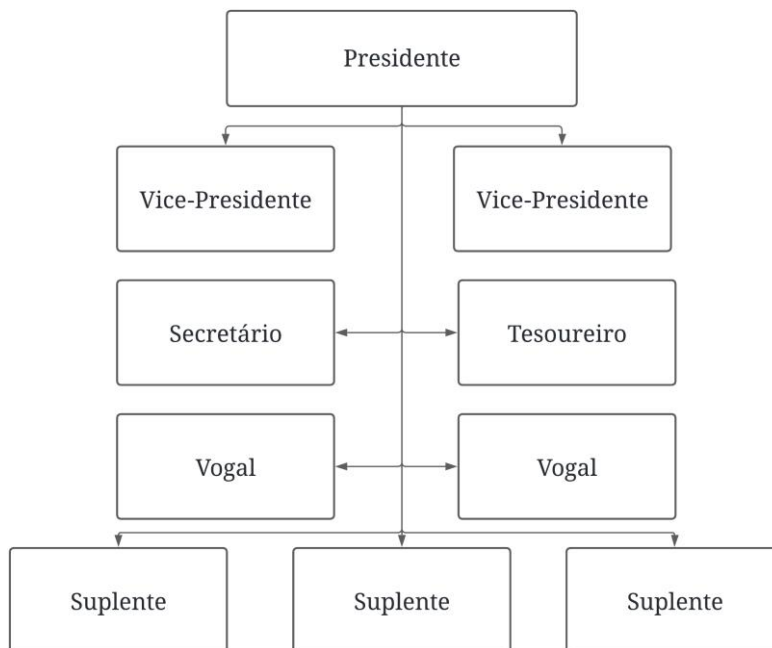 Presidente
Vice-Presidente
Vice-Presidente
Secretário
Tesoureiro
Vogal
Vogal
Suplente
Suplente
Suplente